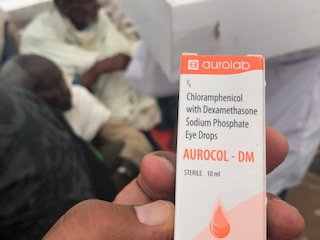 aurolab
Rx
Chloramphenicol
with Dexamethasone
Sodium Phosphate
Eye Drops
AUROCOL - DM
STERILE 10 ml